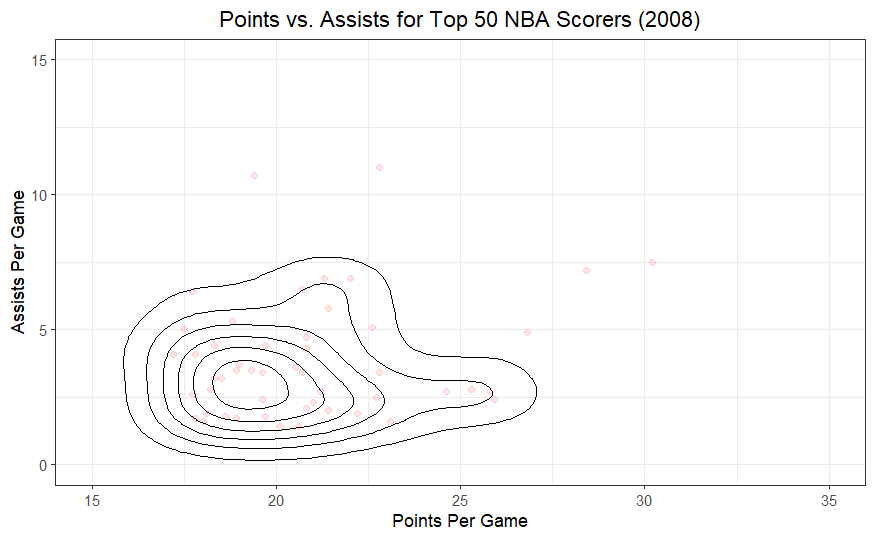 Points vs. Assists for Top 50 NBA Scorers (2008)
15
10
5
0
Assists Per Game
15 20 25 30 35
Points Per Game